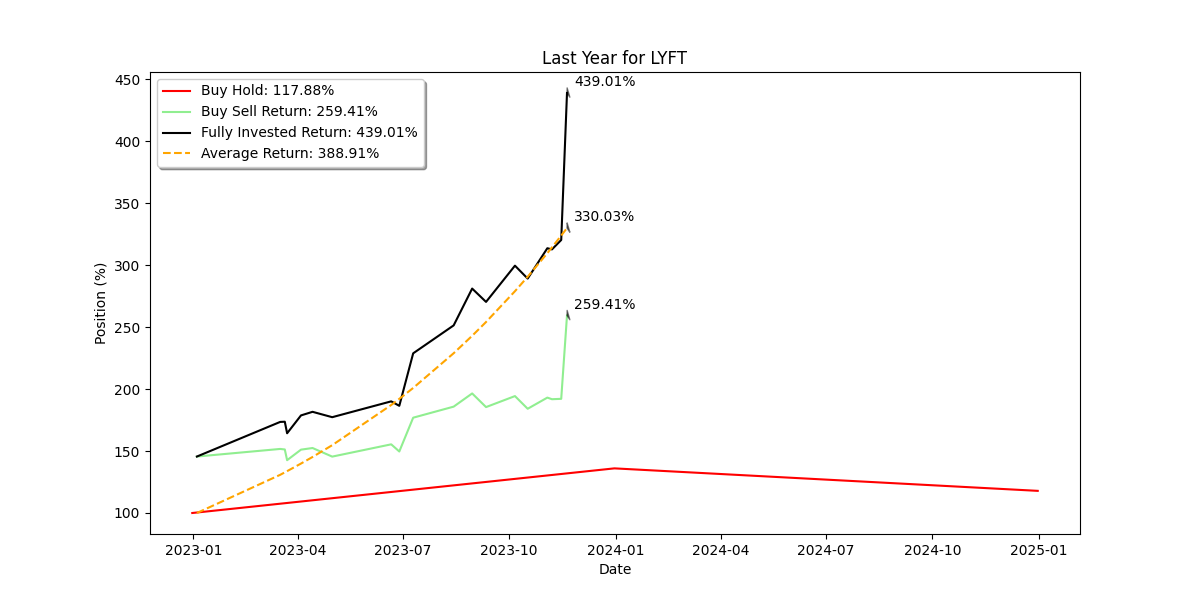 Last Year for LYFT
Buy Hold: 117.88%
Buy Sell Return: 259.41%
Fully Invested Return: 439.01%
Average Return: 388.91%
439.01%
330.03%
259.41%
450
400
350
300
250
200
150
100
Position (%)
2023-01 2023-04 2023-07 2023-10 2024-01 2024-04 2024-07 2024-10 2025-01
Date